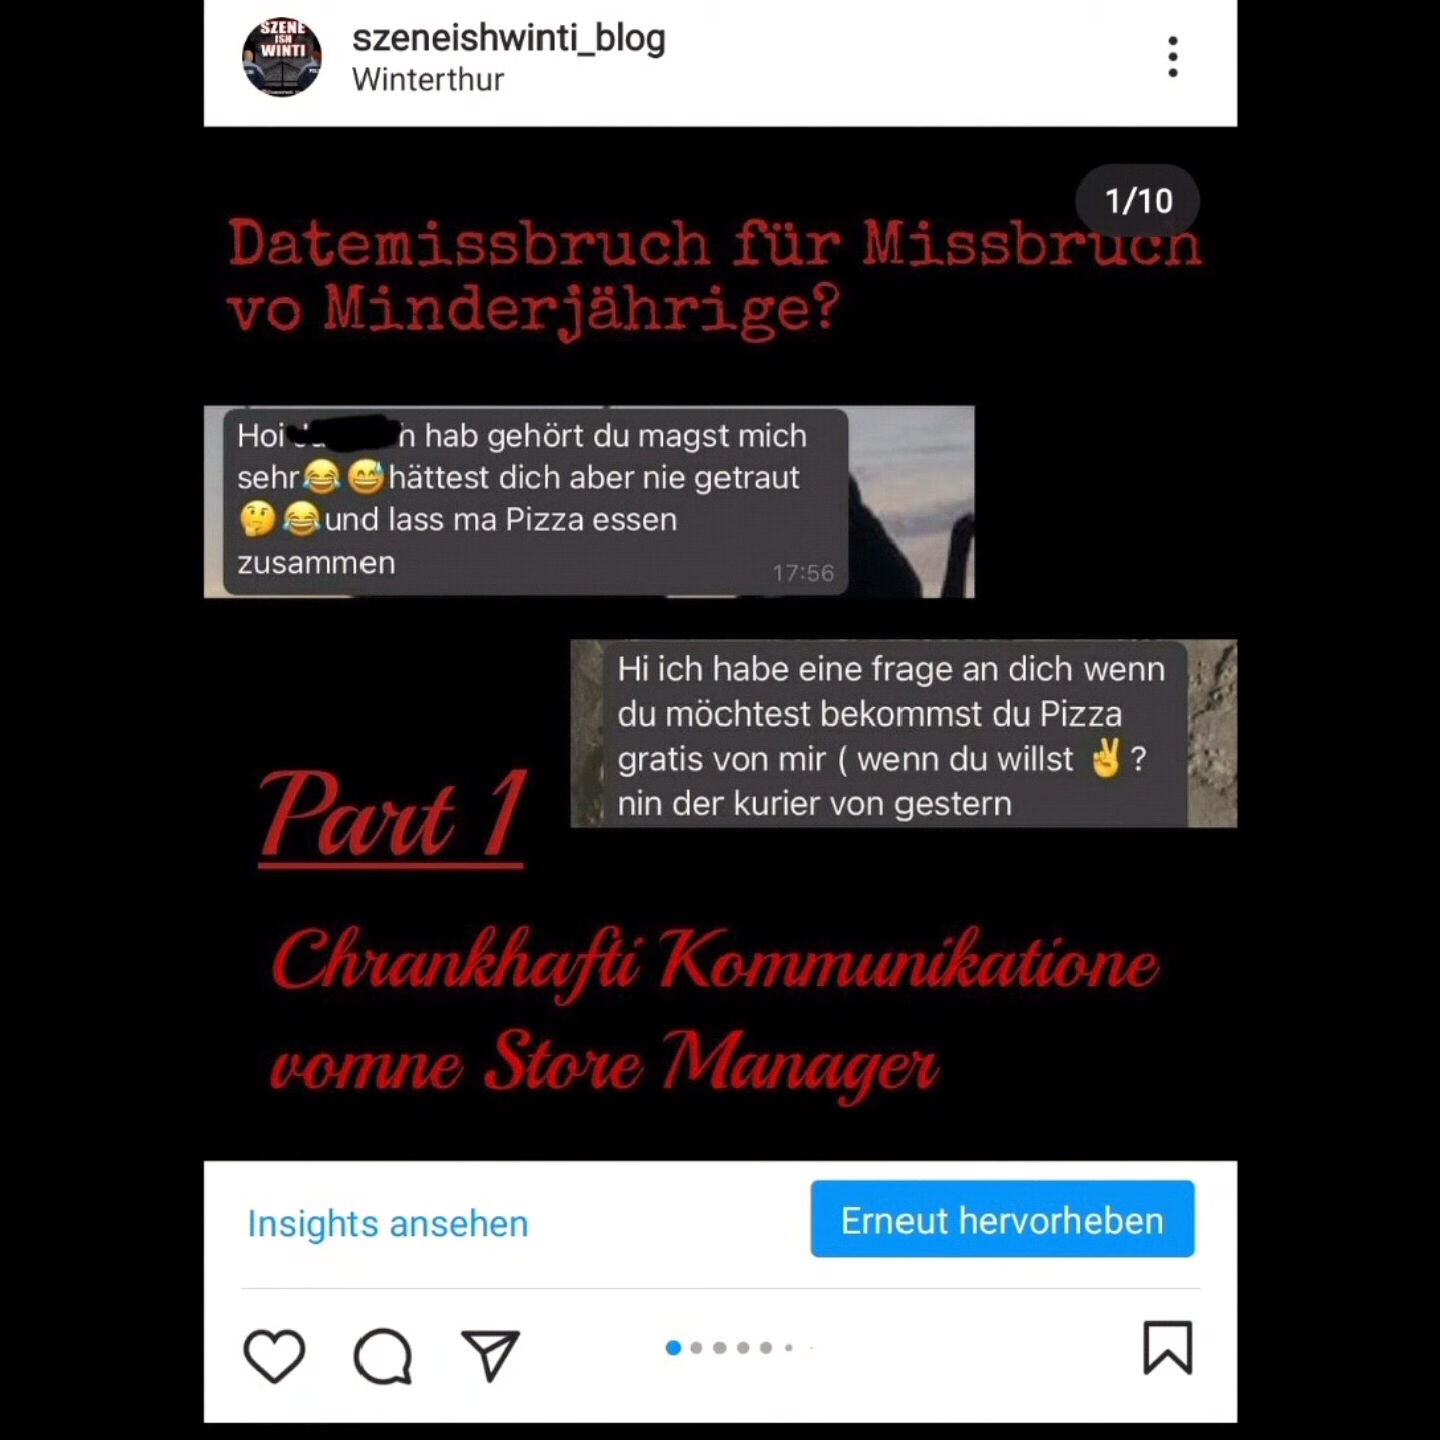 SZENE
ISH
WINTI
szeneishwinti_blog
Winterthur
1/10
Datemissbruch für Missbruch
vo Minderjährige?
Hoi h hab gehört du magst mich
sehr😂😅hättest dich aber nie getraut
🤔😂und lass ma Pizza essen
zusammen
17:56
Hi ich habe eine frage an dich wenn
du möchtest bekommst du Pizza
gratis von mir ( wenn du willst ✌️?
nin der kurier von gestern
Part 1
Chrankhafti Kommunikatione
vomne Store Manager
Insights ansehen
Erneut hervorheben